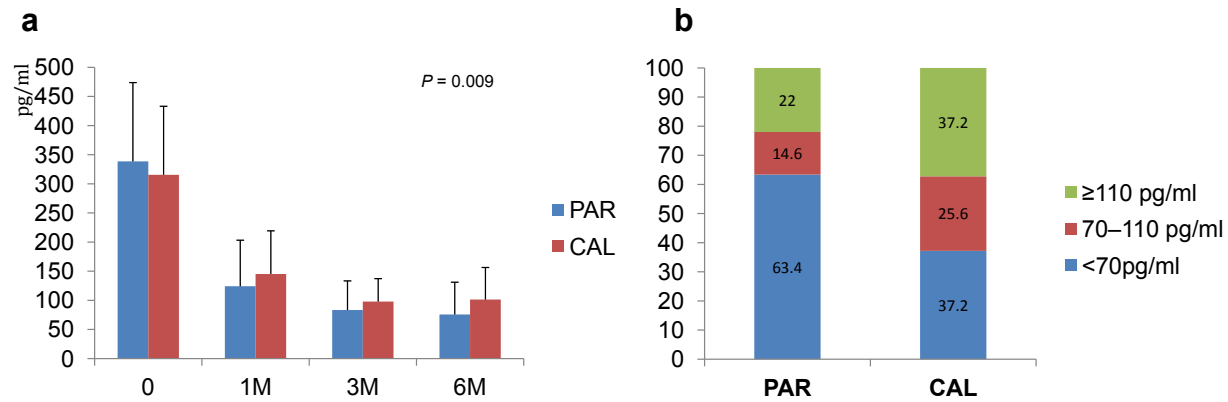 a
pg/ml
500
450
400
350
300
250
200
150
100
50
0
P = 0.009
0 1M 3M 6M
PAR
CAL
b
100
90
80
70
60
50
40
30
20
10
0
22
14.6
63.4
37.2
25.6
37.2
PAR CAL
≥110 pg/ml
70–110 pg/ml
<70pg/ml